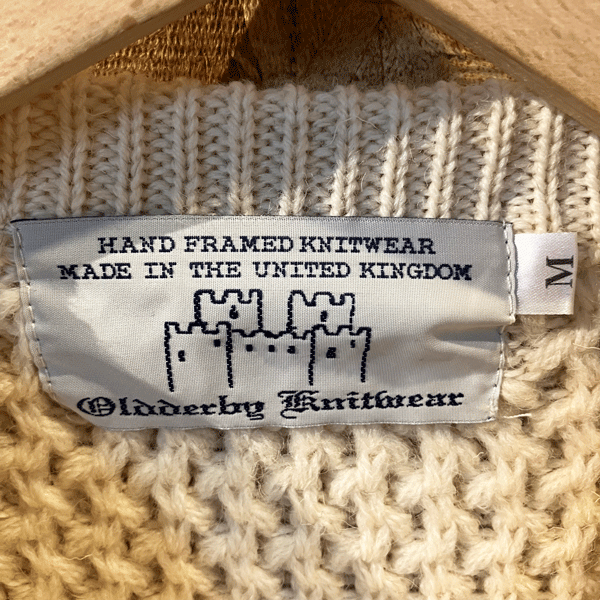 HAND FRAMED KNITWEAR
MADE IN THE UNITED KINGDOM
Oldderby Knitwear
M